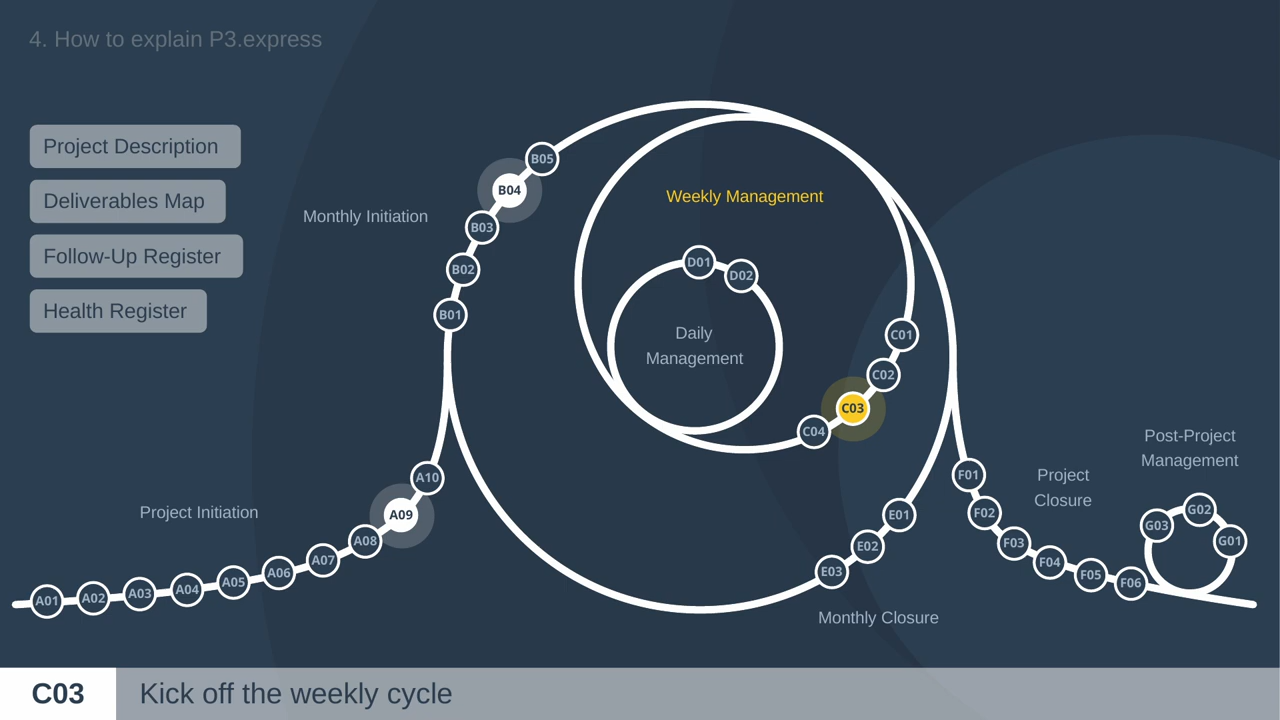 4. How to explain P3.express
Project Description
Deliverables Map
Follow-Up Register
Health Register
Monthly Initiation
B05
B04
B03
B02
B01
Weekly Management
D01
D02
Daily
Management
C01
C02
C03
C04
Project Initiation
A10
A09
A08
A07
A06
A05
A04
A03
A02
A01
E01
E02
E03
Monthly Closure
F01
F02
F03
F04
F05
F06
Project
Closure
Post-Project
Management
G03
G02
G01
C03
Kick off the weekly cycle